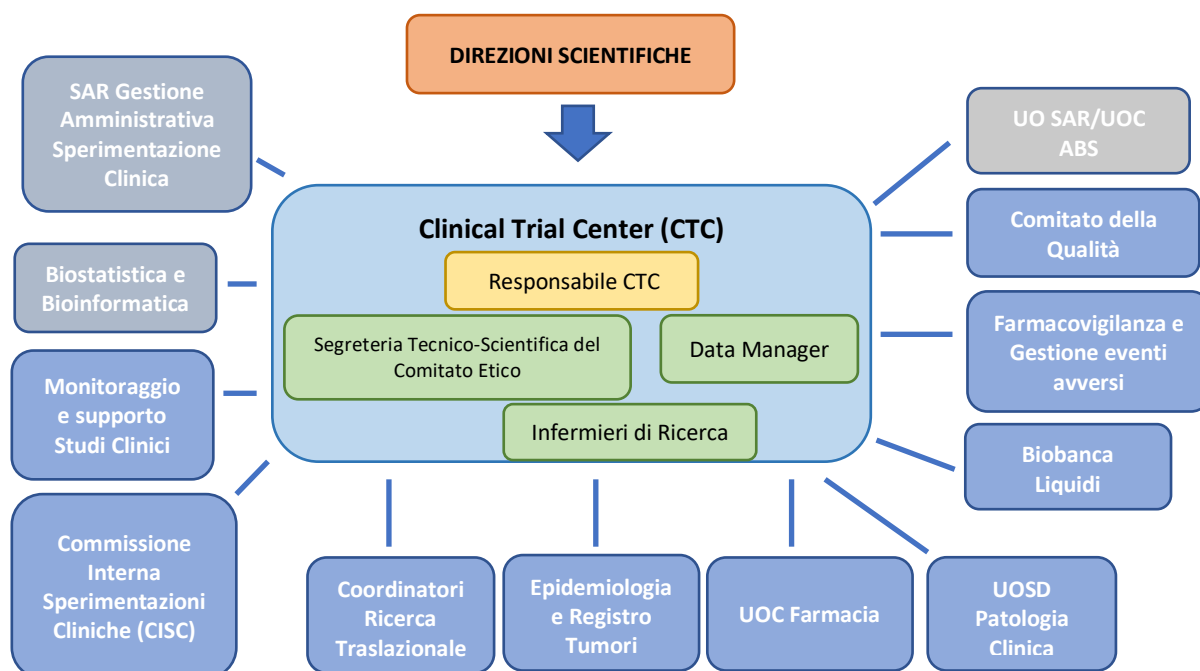 DIREZIONI SCIENTIFICHE
SAR Gestione
Amministrativa
Sperimentazione
Clinica
UO SAR/UOC
ABS
Clinical Trial Center (CTC)
Responsabile CTC
Segreteria Tecnico-Scientifica del
Comitato Etico
Data Manager
Infermieri di Ricerca
Comitato della
Qualità
Biostatistica e
Bioinformatica
Farmacovigilanza e
Gestione eventi
avversi
Monitoraggio
e supporto
Studi Clinici
Biobanca
Liquidi
Commissione
Interna
Sperimentazioni
Cliniche (CISC)
Coordinatori
Ricerca
Traslazionale
Epidemiologia
e Registro
Tumori
UOC Farmacia
UOSD
Patologia
Clinica